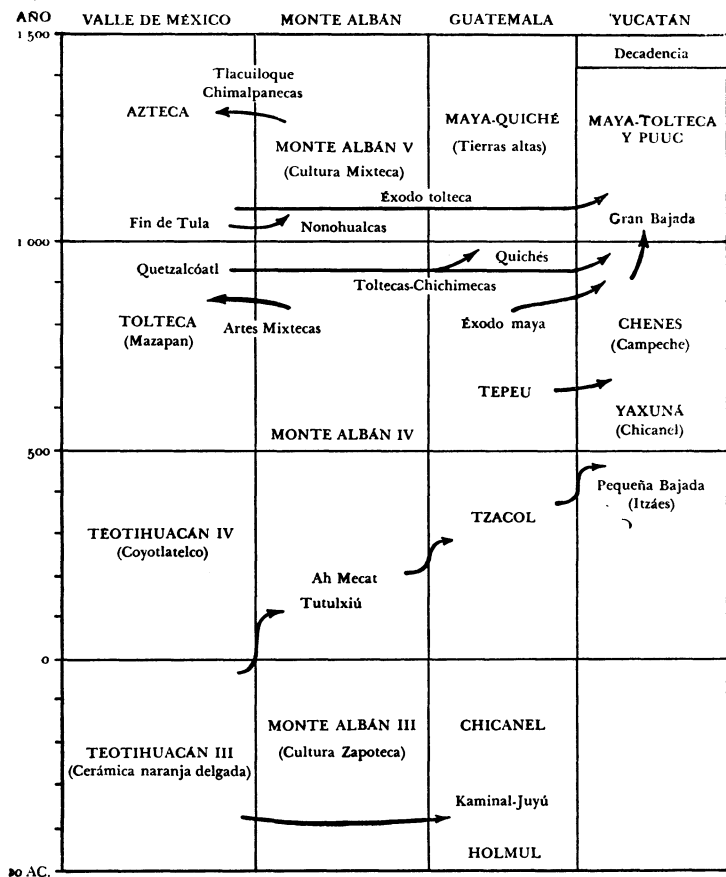 AÑO VALLE DE MÉXICO MONTE ALBÁN GUATEMALA YUCATÁN
1 500
Decadencia
Tlacuiloque
Chimalpanecas
AZTECA
MAYA-QUICHÉ
(Tierras altas)
MAYA-TOLTECA
Y PUUC
MONTE ALBÁN V
(Cultura Mixteca)
Éxodo tolteca
Fin de Tula
Nonohualcas
Gran Bajada
1 000
Quetzalcóatl
Quichés
Toltecas-Chichimecas
TOLTECA
(Mazapan)
Artes Mixtecas
Éxodo maya
CHENES
(Campeche)
TEPEU
YAXUNÁ
(Chicanel)
MONTE ALBÁN IV
500
Pequeña Bajada
(Itzáes)
TZACOL
TEOTIHUACÁN IV
(Coyotlatelco)
Ah Mecat
Tutulxiú
0
MONTE ALBÁN III
(Cultura Zapoteca)
CHICANEL
TEOTIHUACÁN III
(Cerámica naranja delgada)
Kaminal-Juyú
HOLMUL
AC.